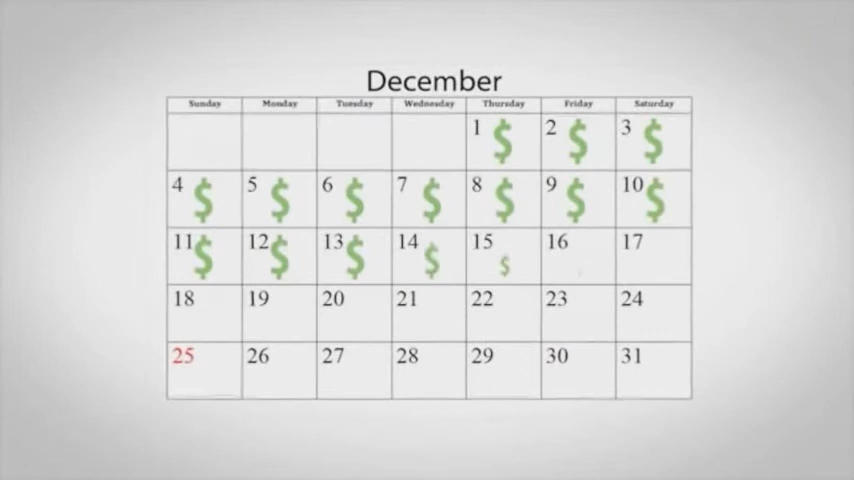 December
Sunday Monday Tuesday Wednesday Thursday Friday Saturday
1 $ 2 $ 3 $
4 $ 5 $ 6 $ 7 $ 8 $ 9 $ 10 $
11 $ 12 $ 13 $ 14 $ 15 $ 16 17
18 19 20 21 22 23 24
25 26 27 28 29 30 31